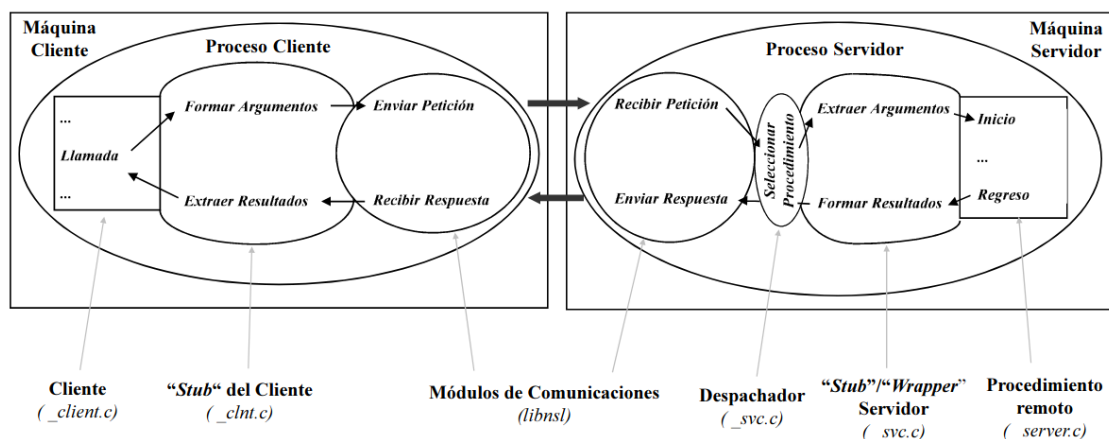 Máquina
Cliente
Proceso Cliente
...
Llamada
...
Formar Argumentos
Extraer Resultados
Enviar Petición
Recibir Respuesta
Máquina
Servidor
Proceso Servidor
Recibir Petición
Enviar Respuesta
Seleccionar
Procedimiento
Extraer Argumentos
Formar Resultados
Inicio
...
Regreso
Cliente
( _client.c)
“Stub“ del Cliente
( _clnt.c)
Módulos de Comunicaciones
(libnsl)
Despachador
( _svc.c)
“Stub”/“Wrapper”
Servidor
( _svc.c)
Procedimiento
remoto
( _server.c)